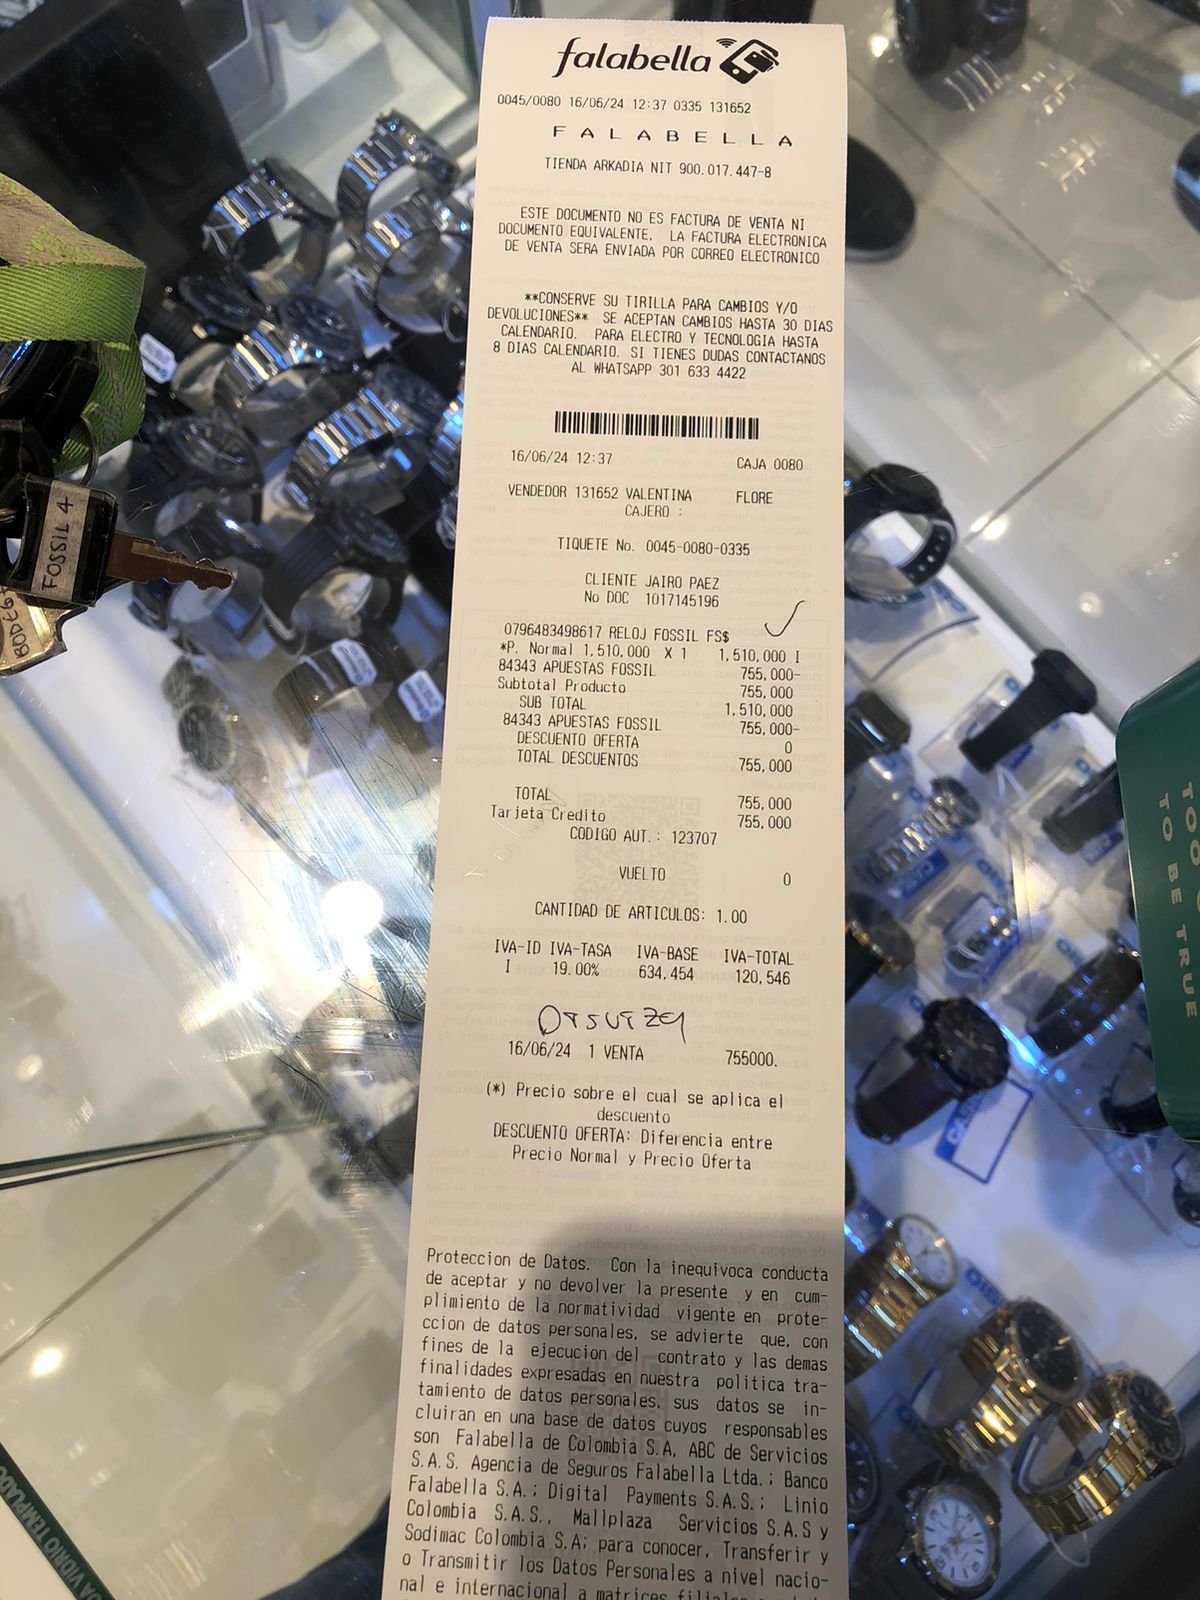 falabella
0045/0080 16/06/24 12:37 0335 131652
FALABELLA
TIENDA ARKADIA NIT 900.017.447-8
ESTE DOCUMENTO NO ES FACTURA DE VENTA NI
DOCUMENTO EQUIVALENTE. LA FACTURA ELECTRONICA
DE VENTA SERA ENVIADA POR CORREO ELECTRONICO
**CONSERVE SU TIRILLA PARA CAMBIOS Y/O
DEVOLUCIONES** SE ACEPTAN CAMBIOS HASTA 30 DIAS
CALENDARIO. PARA ELECTRO Y TECNOLOGIA HASTA
8 DIAS CALENDARIO. SI TIENES DUDAS CONTACTANOS
AL WHATSAPP 301 633 4422
16/06/24 12:37 CAJA 0080
VENDEDOR 131652 VALENTINA FLORE
CAJERO :
TIQUETE No. 0045-0080-0335
CLIENTE JAIRO PAEZ
No DOC 1017145196
0796483498617 RELOJ FOSSIL FS$
*P. Normal 1,510,000 X 1 1,510,000 I
84343 APUESTAS FOSSIL 755,000-
Subtotal Producto 755,000
SUB TOTAL 1,510,000
84343 APUESTAS FOSSIL 755,000-
DESCUENTO OFERTA 0
TOTAL DESCUENTOS 755,000
TOTAL 755,000
Tarjeta Credito 755,000
CODIGO AUT.: 123707
VUELTO 0
CANTIDAD DE ARTICULOS: 1.00
IVA-ID IVA-TASA IVA-BASE IVA-TOTAL
I 19.00% 634,454 120,546
16/06/24 1 VENTA 755000.
(*) Precio sobre el cual se aplica el
descuento
DESCUENTO OFERTA: Diferencia entre
Precio Normal y Precio Oferta
Proteccion de Datos. Con la inequivoca conducta
de aceptar y no devolver la presente y en cum-
plimiento de la normatividad vigente en prote-
ccion de datos personales, se advierte que, con
fines de la ejecucion del contrato y las demas
finalidades expresadas en nuestra politica tra-
tamiento de datos personales, sus datos se in-
cluiran en una base de datos cuyos responsables
son Falabella de Colombia S.A, ABC de Servicios
S.A.S. Agencia de Seguros Falabella Ltda.; Banco
Falabella S.A.; Digital Payments S.A.S.; Linio
Colombia S.A.S., Mallplaza Servicios S.A.S y
Sodimac Colombia S.A; para conocer, Transferir y
o Transmitir los Datos Personales a nivel nacio-
nal e internacional a matrices
FOSSIL 4
TO BE TRUE
VIDRIO TEMPLADO